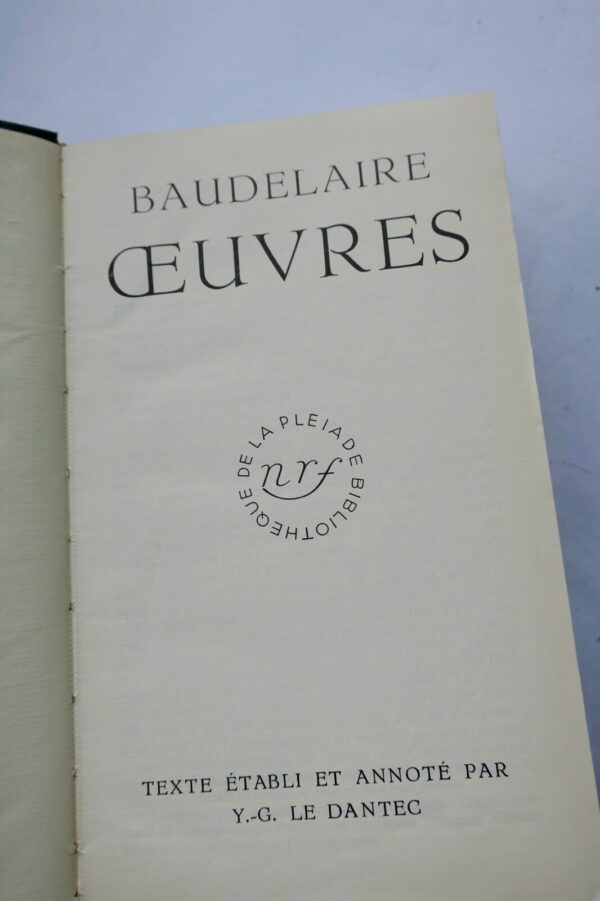 BAUDELAIRE
ŒUVRES
BIBLIOTHEQUE DE LA PLEIADE
nrf
TEXTE ÉTABLI ET ANNOTÉ PAR
Y.-G. LE DANTEC